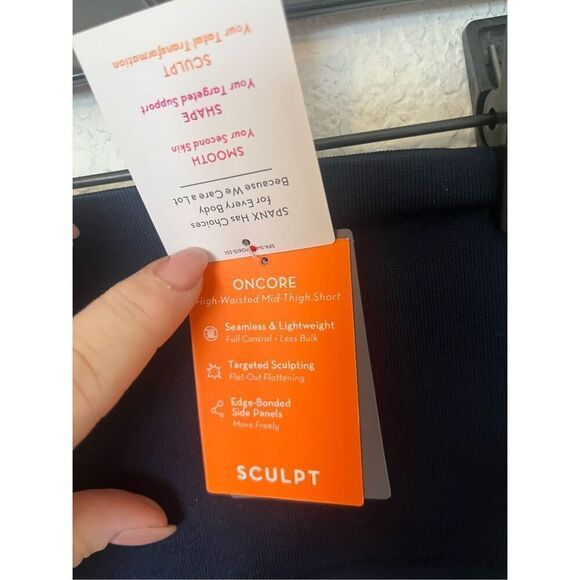 SPANX Has Choices
for Every Body
Because We Care a Lot
SMOOTH
Your Second Skin
SHAPE
Your Targeted Support
SCULPT
Your Total Transformation
ONCORE
High-Waisted Mid-Thigh Short
Seamless & Lightweight
Full Control • Less Bulk
Targeted Sculpting
Flat-Out Flattening
Edge-Bonded
Side Panels
Move Freely
SCULPT